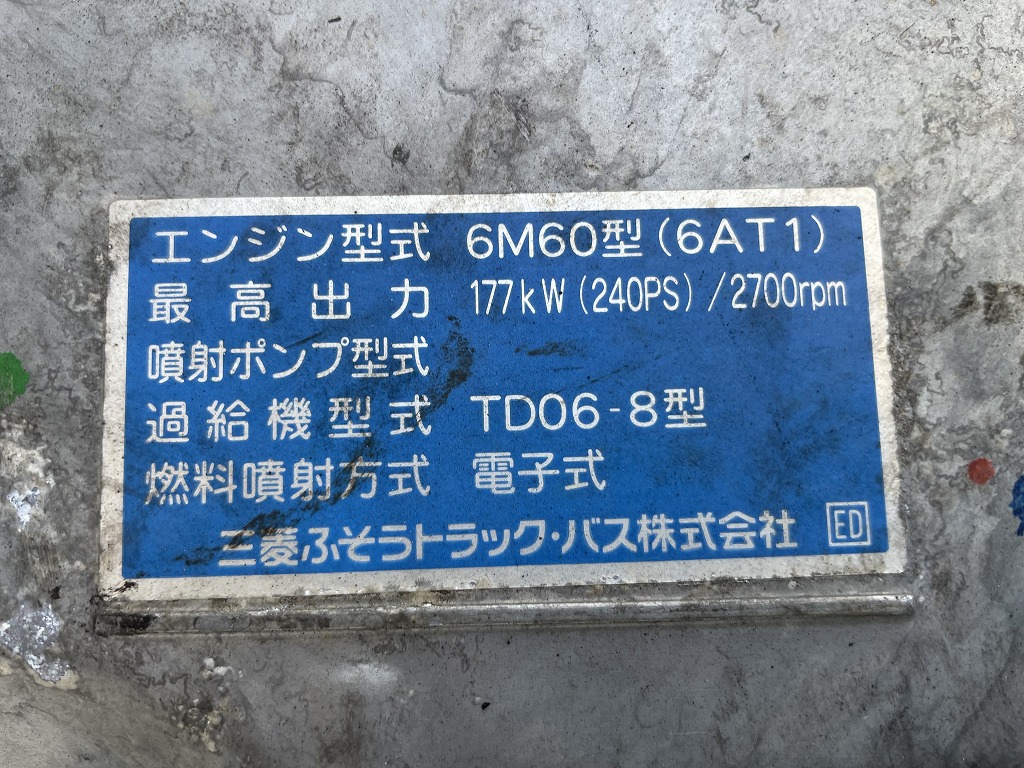 エンジン型式 6M60型(6AT1)
最高出力 177kW(240PS)/2700rpm
噴射ポンプ型式
過給機型式 TD06-8型
燃料噴射方式 電子式
三菱ふそうトラック・バス株式会社 ED